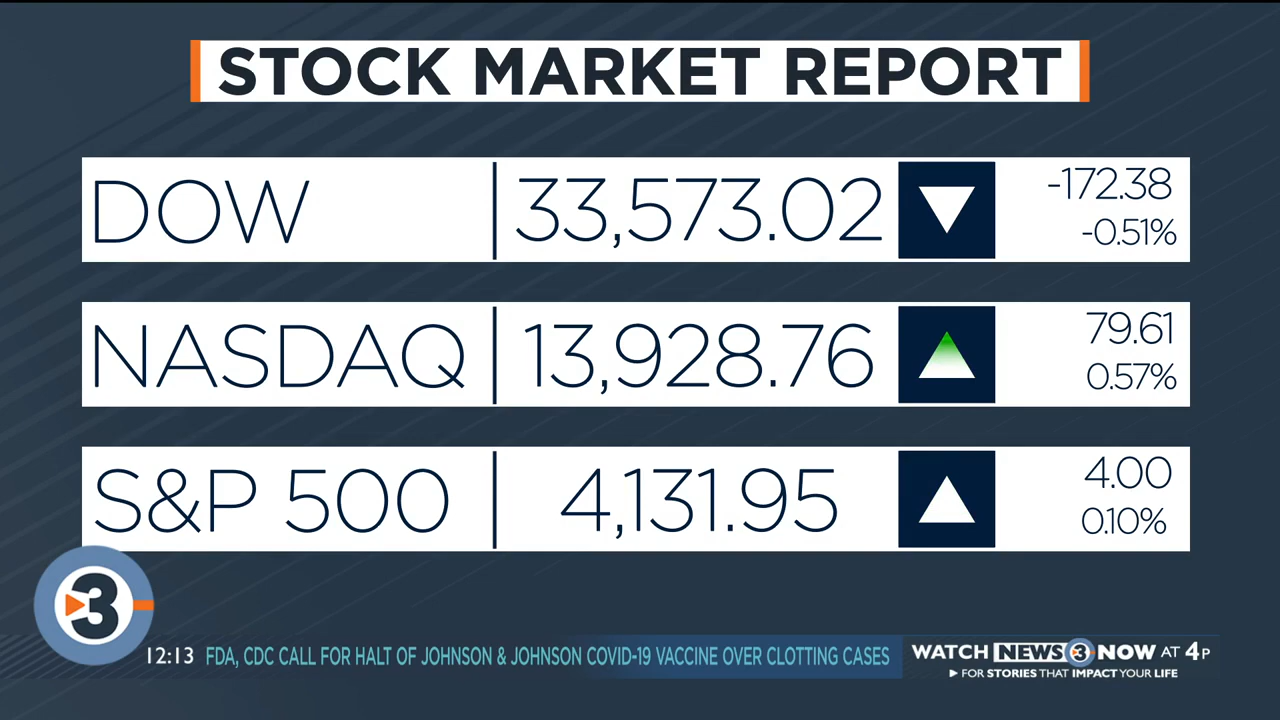 STOCK MARKET REPORT
DOW 33,573.02 -172.38
-0.51%
NASDAQ 13,928.76 79.61
0.57%
S&P 500 4,131.95 4.00
0.10%
3
12:13 FDA, CDC CALL FOR HALT OF JOHNSON & JOHNSON COVID-19 VACCINE OVER CLOTTING CASES
WATCH NEWS 3 NOW AT 4P
FOR STORIES THAT IMPACT YOUR LIFE